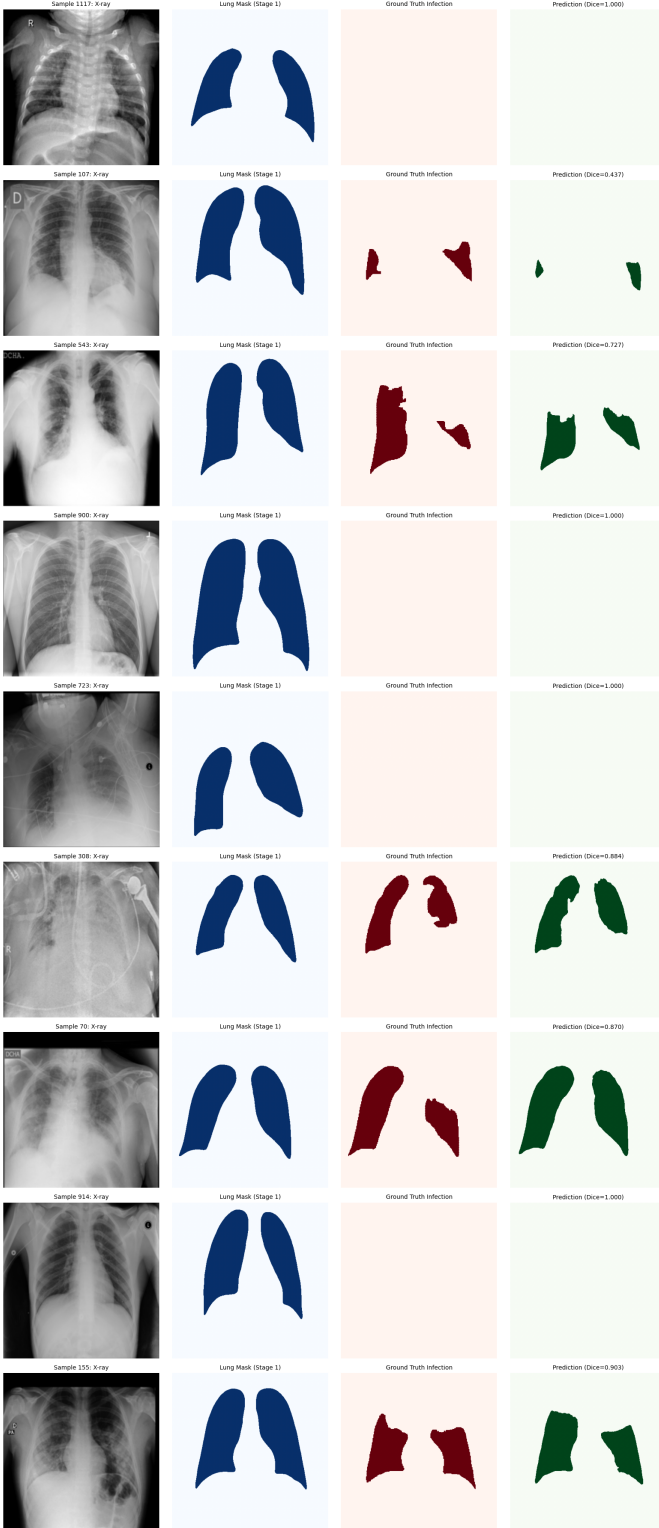 Sample 1117: X-ray
Lung Mask (Stage 1)
Ground Truth Infection
Prediction (Dice=1.000)
R
Sample 107: X-ray
Lung Mask (Stage 1)
Ground Truth Infection
Prediction (Dice=0.437)
D
Sample 543: X-ray
Lung Mask (Stage 1)
Ground Truth Infection
Prediction (Dice=0.727)
DCHA.
Sample 900: X-ray
Lung Mask (Stage 1)
Ground Truth Infection
Prediction (Dice=1.000)
Sample 723: X-ray
Lung Mask (Stage 1)
Ground Truth Infection
Prediction (Dice=1.000)
L
Sample 308: X-ray
Lung Mask (Stage 1)
Ground Truth Infection
Prediction (Dice=0.884)
R
Sample 70: X-ray
Lung Mask (Stage 1)
Ground Truth Infection
Prediction (Dice=0.870)
DCHA
Sample 914: X-ray
Lung Mask (Stage 1)
Ground Truth Infection
Prediction (Dice=1.000)
L
Sample 155: X-ray
Lung Mask (Stage 1)
Ground Truth Infection
Prediction (Dice=0.903)
PA